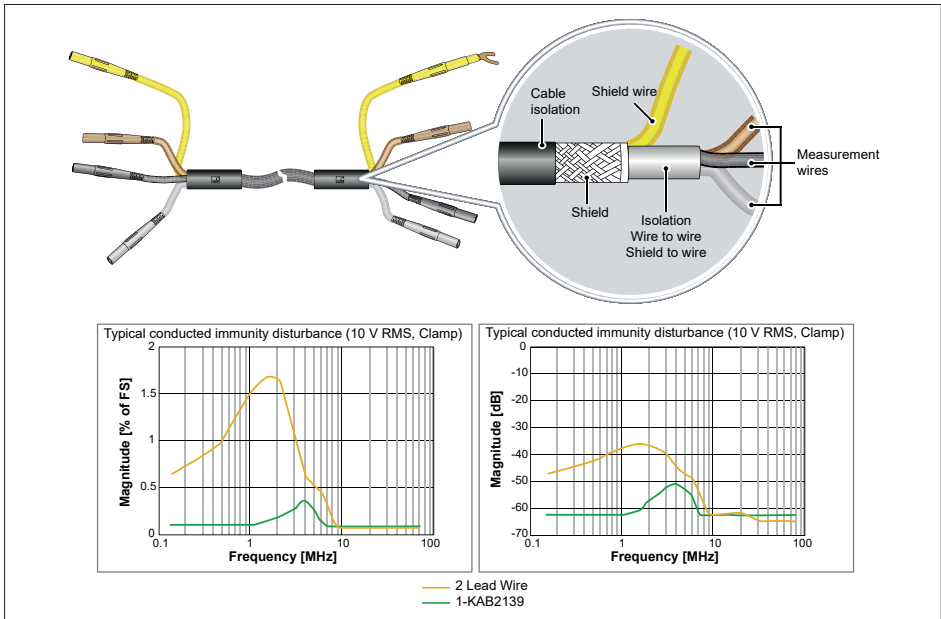 Cable
isolation
Shield wire
Measurement
wires
Shield
Isolation
Wire to wire
Shield to wire
Typical conducted immunity disturbance (10 V RMS, Clamp)
2
1.5
1
0.5
0
Magnitude [% of FS]
0.1
1
10
100
Frequency [MHz]
Typical conducted immunity disturbance (10 V RMS, Clamp)
0
-10
-20
-30
-40
-50
-60
-70
Magnitude [dB]
0.1
1
10
100
Frequency [MHz]
2 Lead Wire
1-KAB2139